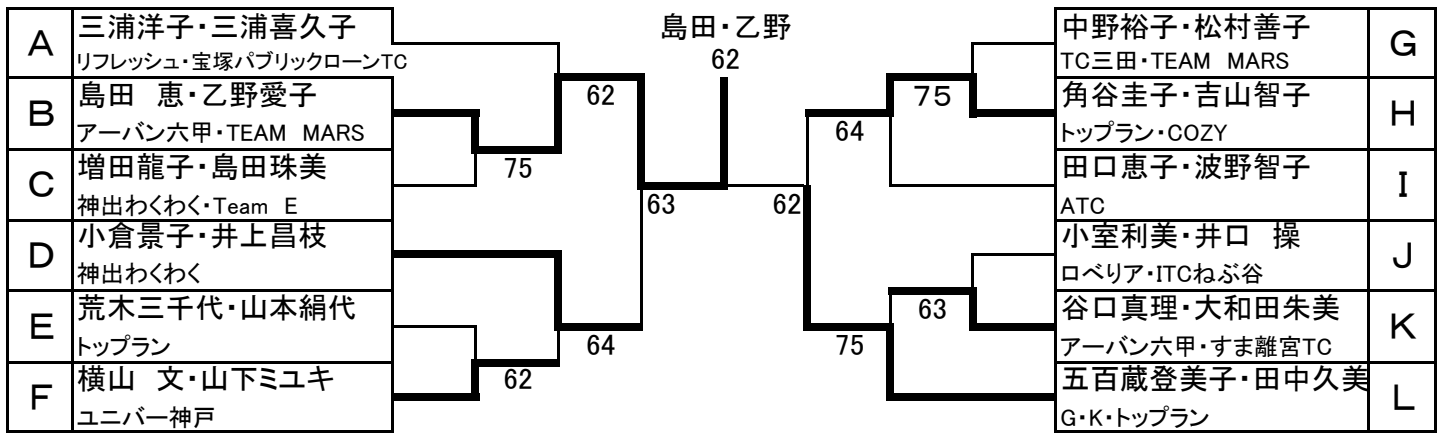 A
三浦洋子・三浦喜久子
リフレッシュ・宝塚パブリックローンTC
B
島田　恵・乙野愛子
アーバン六甲・TEAM　MARS
C
増田龍子・島田珠美
神出わくわく・Team　E
D
小倉景子・井上昌枝
神出わくわく
E
荒木三千代・山本絹代
トップラン
F
横山　文・山下ミユキ
ユニバー神戸
62
75
63
64
62
島田・乙野
62
75
64
62
63
75
中野裕子・松村善子
TC三田・TEAM　MARS
G
角谷圭子・吉山智子
トップラン・COZY
H
田口恵子・波野智子
ATC
I
小室利美・井口　操
ロベリア・ITCねぶ谷
J
谷口真理・大和田朱美
アーバン六甲・すま離宮TC
K
五百蔵登美子・田中久美
G・K・トップラン
L